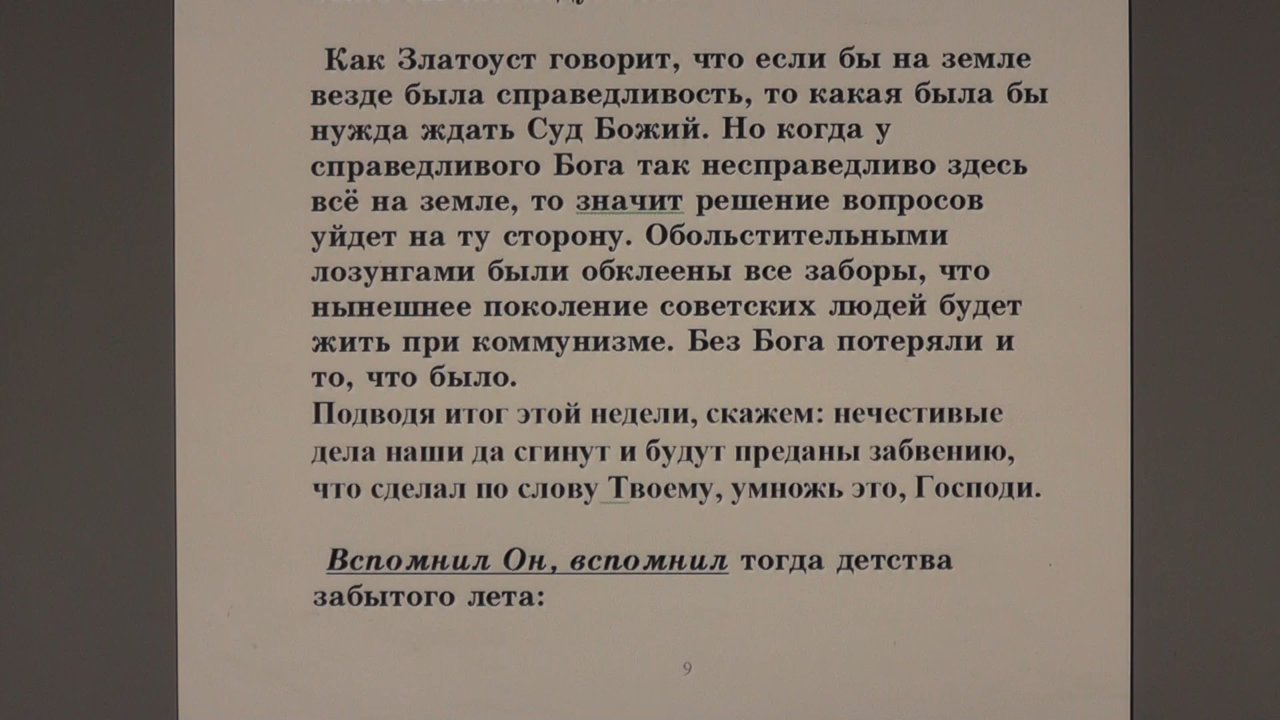 Как Златоуст говорит, что если бы на земле
везде была справедливость, то какая была бы
нужда ждать Суд Божий. Но когда у
справедливого Бога так несправедливо здесь
всё на земле, то значит решение вопросов
уйдет на ту сторону. Обольстительными
лозунгами были обклеены все заборы, что
нынешнее поколение советских людей будет
жить при коммунизме. Без Бога потеряли и
то, что было.
Подводя итог этой недели, скажем: нечестивые
дела наши да сгинут и будут преданы забвению,
что сделал по слову Твоему, умножь это, Господи.
Вспомнил Он, вспомнил тогда детства
забытого лета:
9